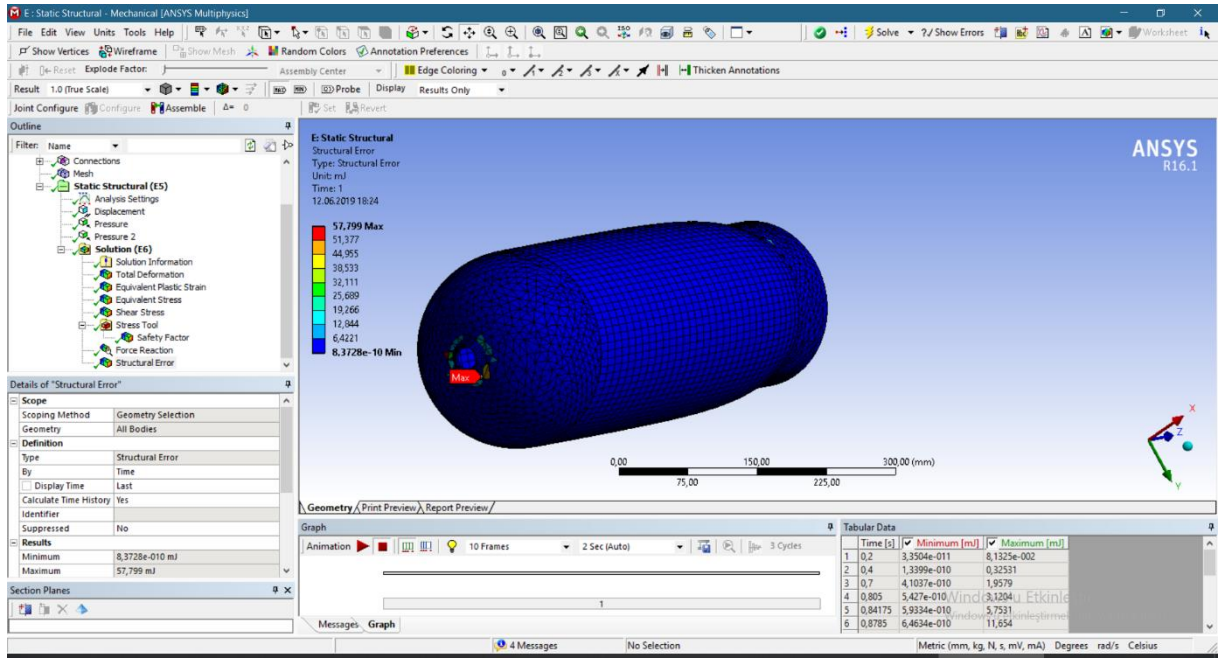 E : Static Structural - Mechanical [ANSYS Multiphysics]
File Edit View Units Tools Help Solve ?/ Show Errors Worksheet
Show Vertices Wireframe Show Mesh Random Colors Annotation Preferences
Reset Explode Factor: Assembly Center Edge Coloring Thicken Annotations
Result 1.0 (True Scale) Probe Display Results Only
Joint Configure Configure Assemble Δ= 0 Set Revert
Outline
Filter: Name
Connections
Mesh
Static Structural (E5)
Analysis Settings
Displacement
Pressure
Pressure 2
Solution (E6)
Solution Information
Total Deformation
Equivalent Plastic Strain
Equivalent Stress
Shear Stress
Stress Tool
Safety Factor
Force Reaction
Structural Error
Details of "Structural Error"
Scope
Scoping Method Geometry Selection
Geometry All Bodies
Definition
Type Structural Error
By Time
Display Time Last
Calculate Time History Yes
Identifier
Suppressed No
Results
Minimum 8,3728e-010 mJ
Maximum 57,799 mJ
Section Planes
E: Static Structural
Structural Error
Type: Structural Error
Unit: mJ
Time: 1
12.06.2019 18:24
57,799 Max
51,377
44,955
38,533
32,111
25,689
19,266
12,844
6,4221
8,3728e-10 Min
ANSYS
R16.1
Max
0,00 150,00 300,00 (mm)
75,00 225,00
X
Z
Y
Geometry Print Preview Report Preview
Graph
Animation 10 Frames 2 Sec (Auto) 3 Cycles
1
Messages Graph
Tabular Data
Time [s] Minimum [mJ] Maximum [mJ]
1 0,2 3,3504e-011 8,1325e-002
2 0,4 1,3399e-010 0,32531
3 0,7 4,1037e-010 1,9579
4 0,805 5,427e-010 3,1204
5 0,84175 5,9334e-010 5,7531
6 0,8785 6,4634e-010 11,654
4 Messages No Selection Metric (mm, kg, N, s, mV, mA) Degrees rad/s Celsius